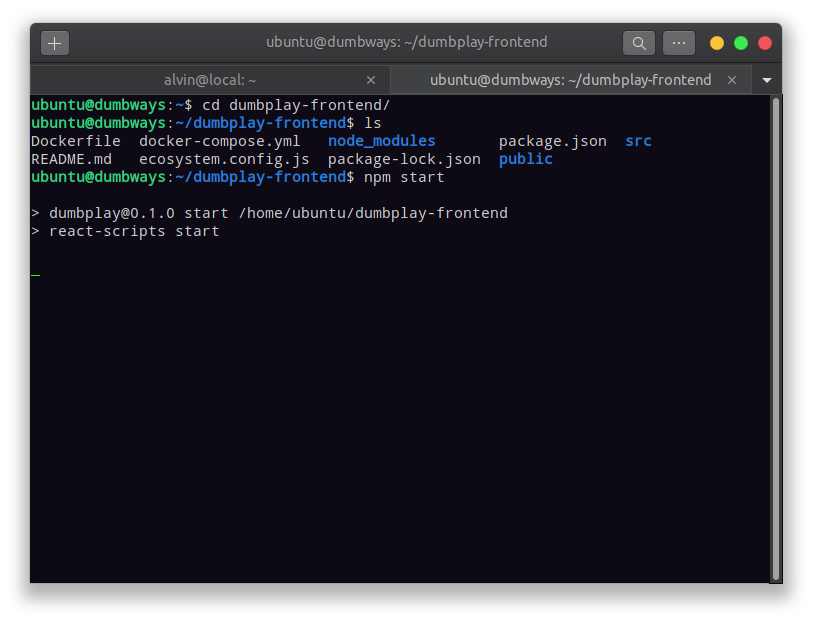 ubuntu@dumbways: ~/dumbplay-frontend
alvin@local: ~
ubuntu@dumbways: ~/dumbplay-frontend
ubuntu@dumbways:~$ cd dumbplay-frontend/
ubuntu@dumbways:~/dumbplay-frontend$ ls
Dockerfile  docker-compose.yml   node_modules       package.json  src
README.md   ecosystem.config.js  package-lock.json  public
ubuntu@dumbways:~/dumbplay-frontend$ npm start
> dumbplay@0.1.0 start /home/ubuntu/dumbplay-frontend
> react-scripts start